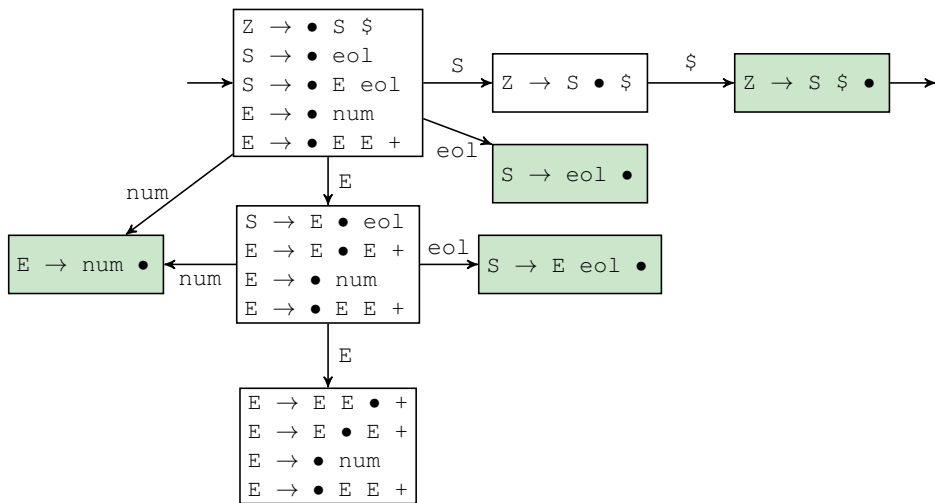 Z → • S $
S → • eol
S → • E eol
E → • num
E → • E E +
S
Z → S • $
$
Z → S $ •
eol
S → eol •
num
E
E → num •
num
S → E • eol
E → E • E +
E → • num
E → • E E +
eol
S → E eol •
E
E → E E • +
E → E • E +
E → • num
E → • E E +